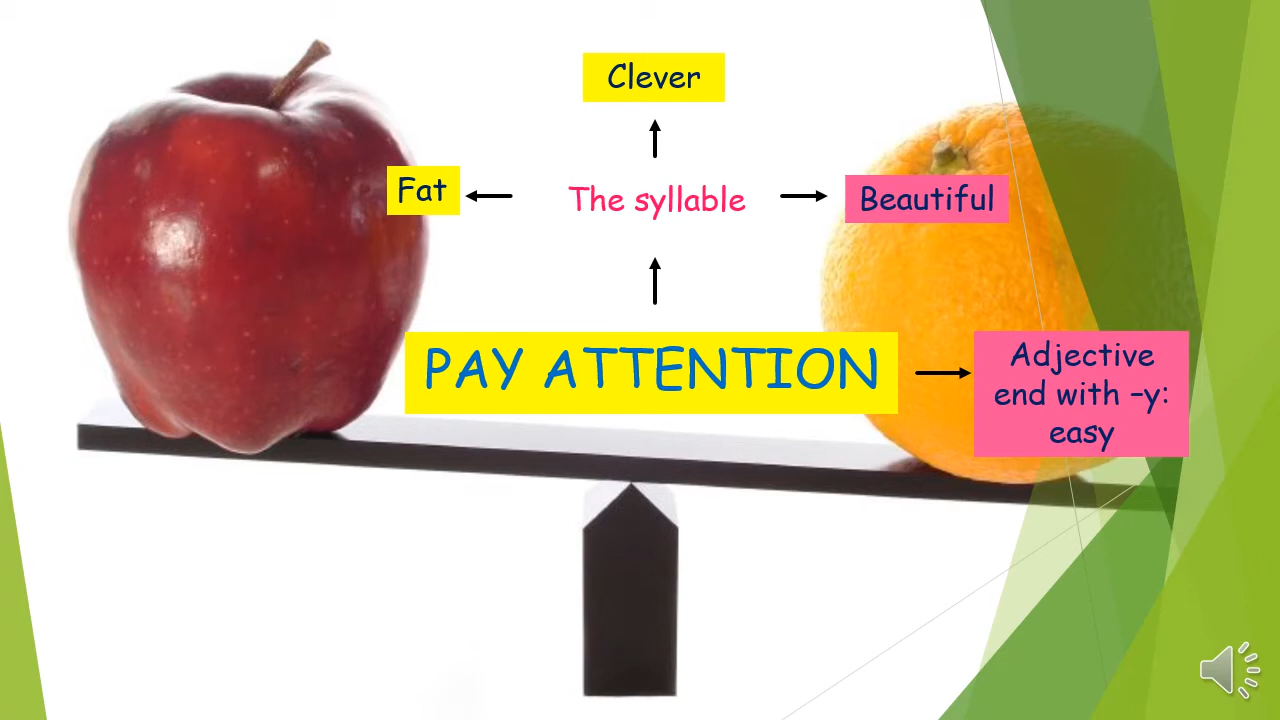 Clever
Fat
The syllable
Beautiful
PAY ATTENTION
Adjective
end with –y:
easy